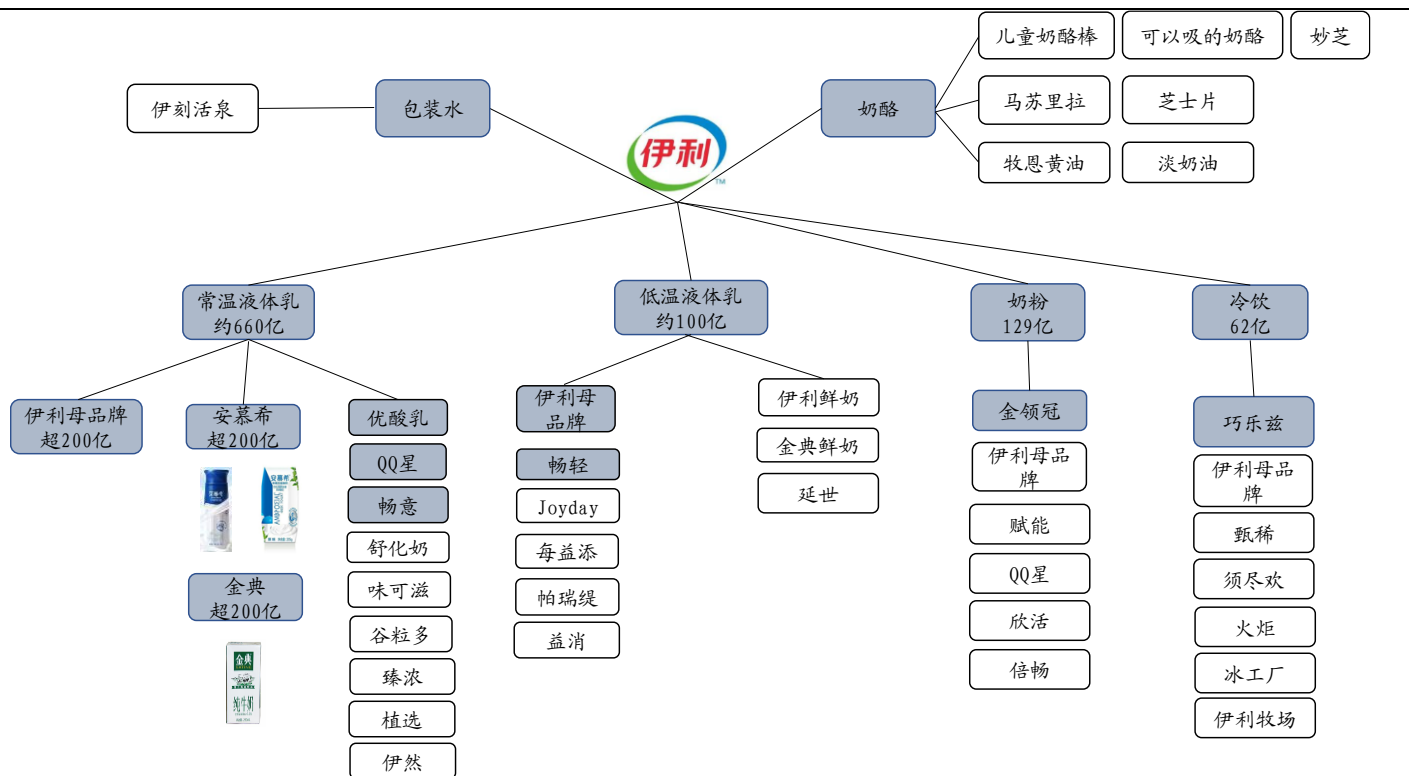 儿童奶酪棒 可以吸的奶酪 妙芝
伊刻活泉 包装水 奶酪 马苏里拉 芝士片
伊利
TM
牧恩黄油 淡奶油
常温液体乳
约660亿
低温液体乳
约100亿
奶粉
129亿
冷饮
62亿
伊利母品牌
超200亿
安慕希
超200亿
安慕希
金典
超200亿
金典
纯牛奶
优酸乳
QQ星
畅意
舒化奶
味可滋
谷粒多
臻浓
植选
伊然
伊利母
品牌
畅轻
Joyday
每益添
帕瑞缇
益消
伊利鲜奶
金典鲜奶
延世
金领冠
伊利母品
牌
赋能
QQ星
欣活
倍畅
巧乐兹
伊利母品
牌
甄稀
须尽欢
火炬
冰工厂
伊利牧场